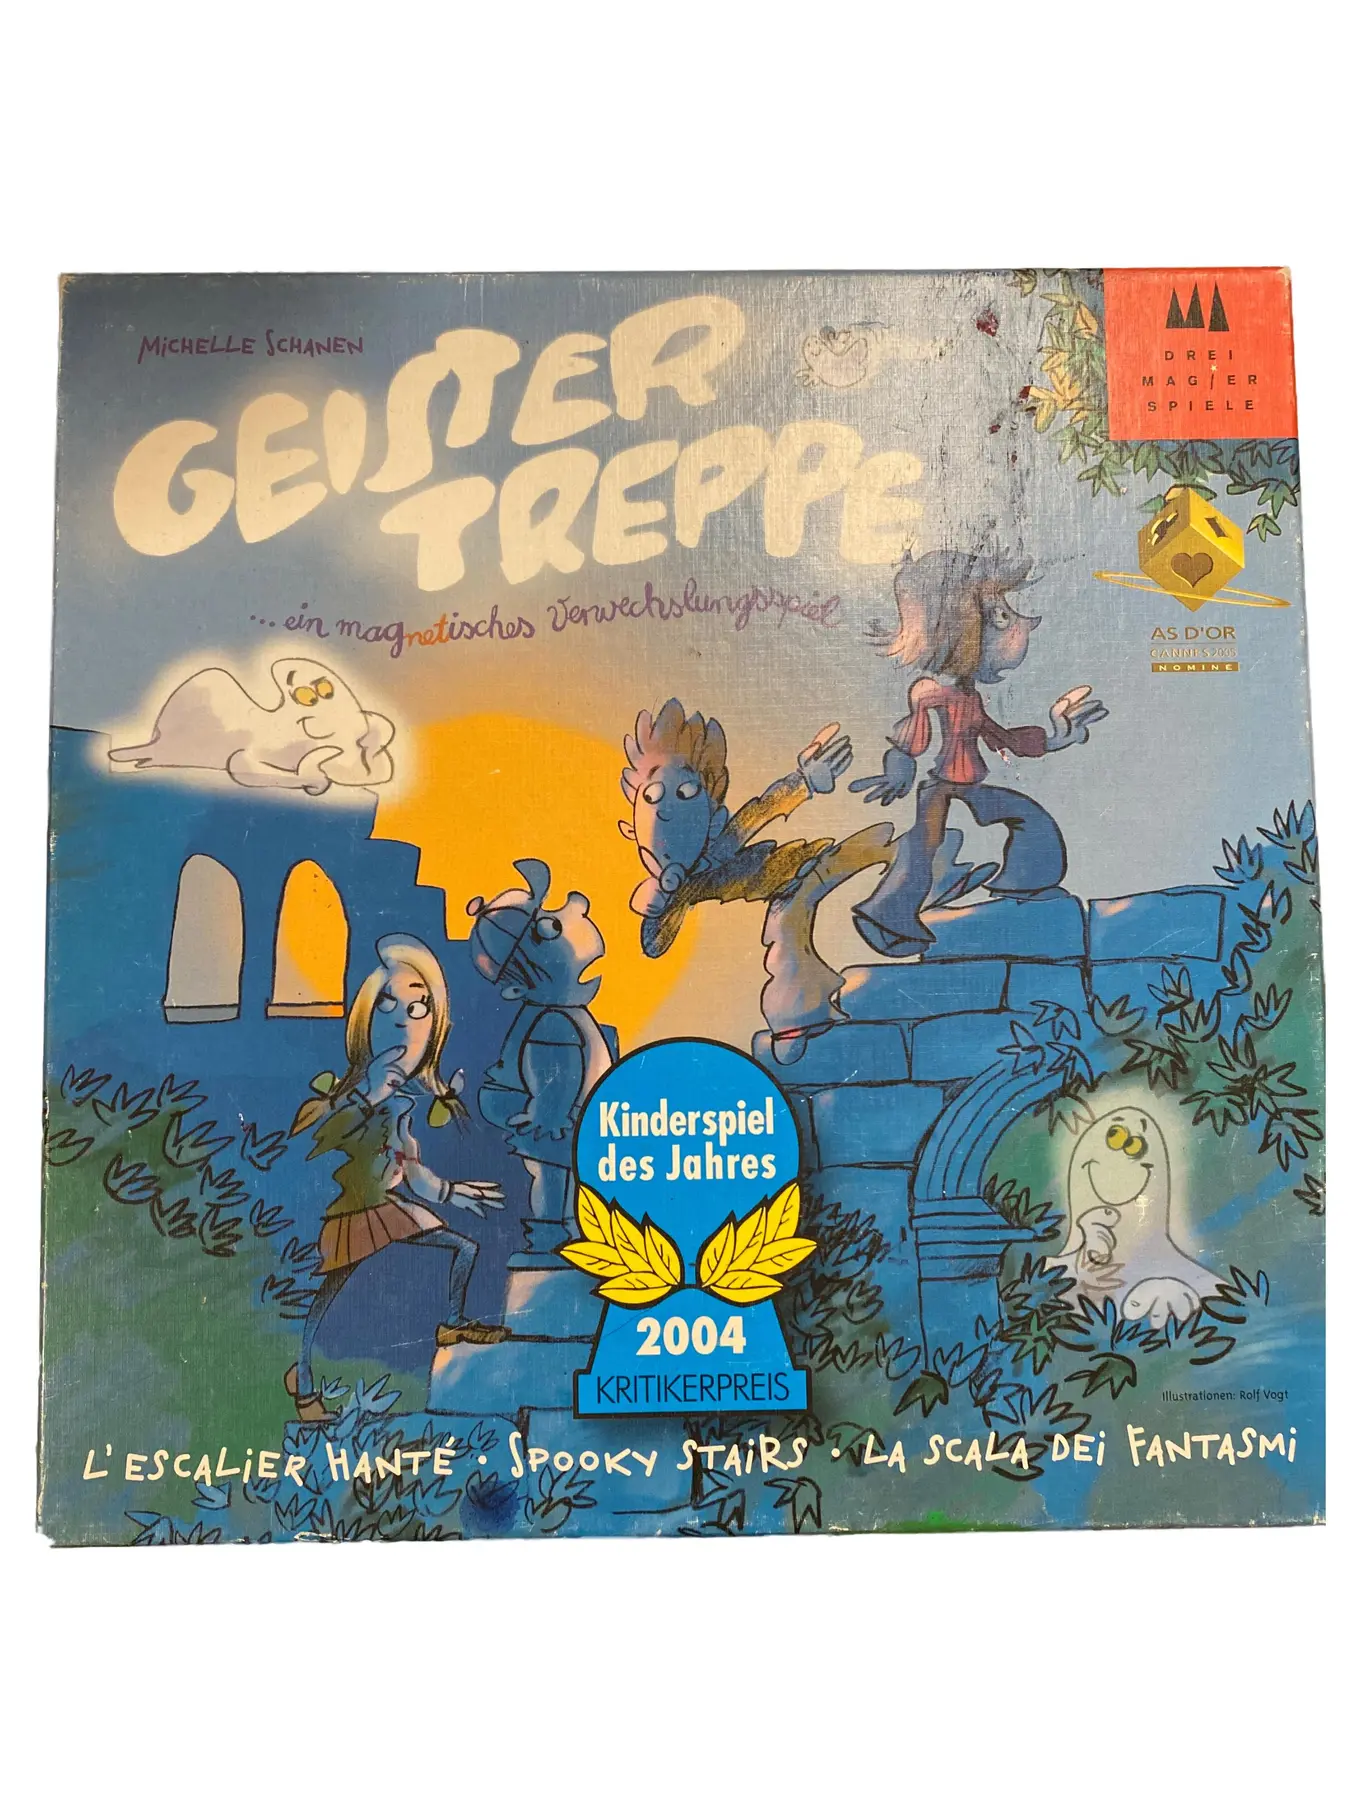 MICHELLE SCHANEN
GEISTER
TREPPE
...ein magnetisches Verwechslungsspiel
DREI
MAGIER
SPIELE
AS D'OR
CANNES 2005
NOMINE
Kinderspiel
des Jahres
2004
KRITIKERPREIS
Illustrationen: Rolf Vogt
L'ESCALIER HANTÉ · SPOOKY STAIRS · LA SCALA DEI FANTASMI